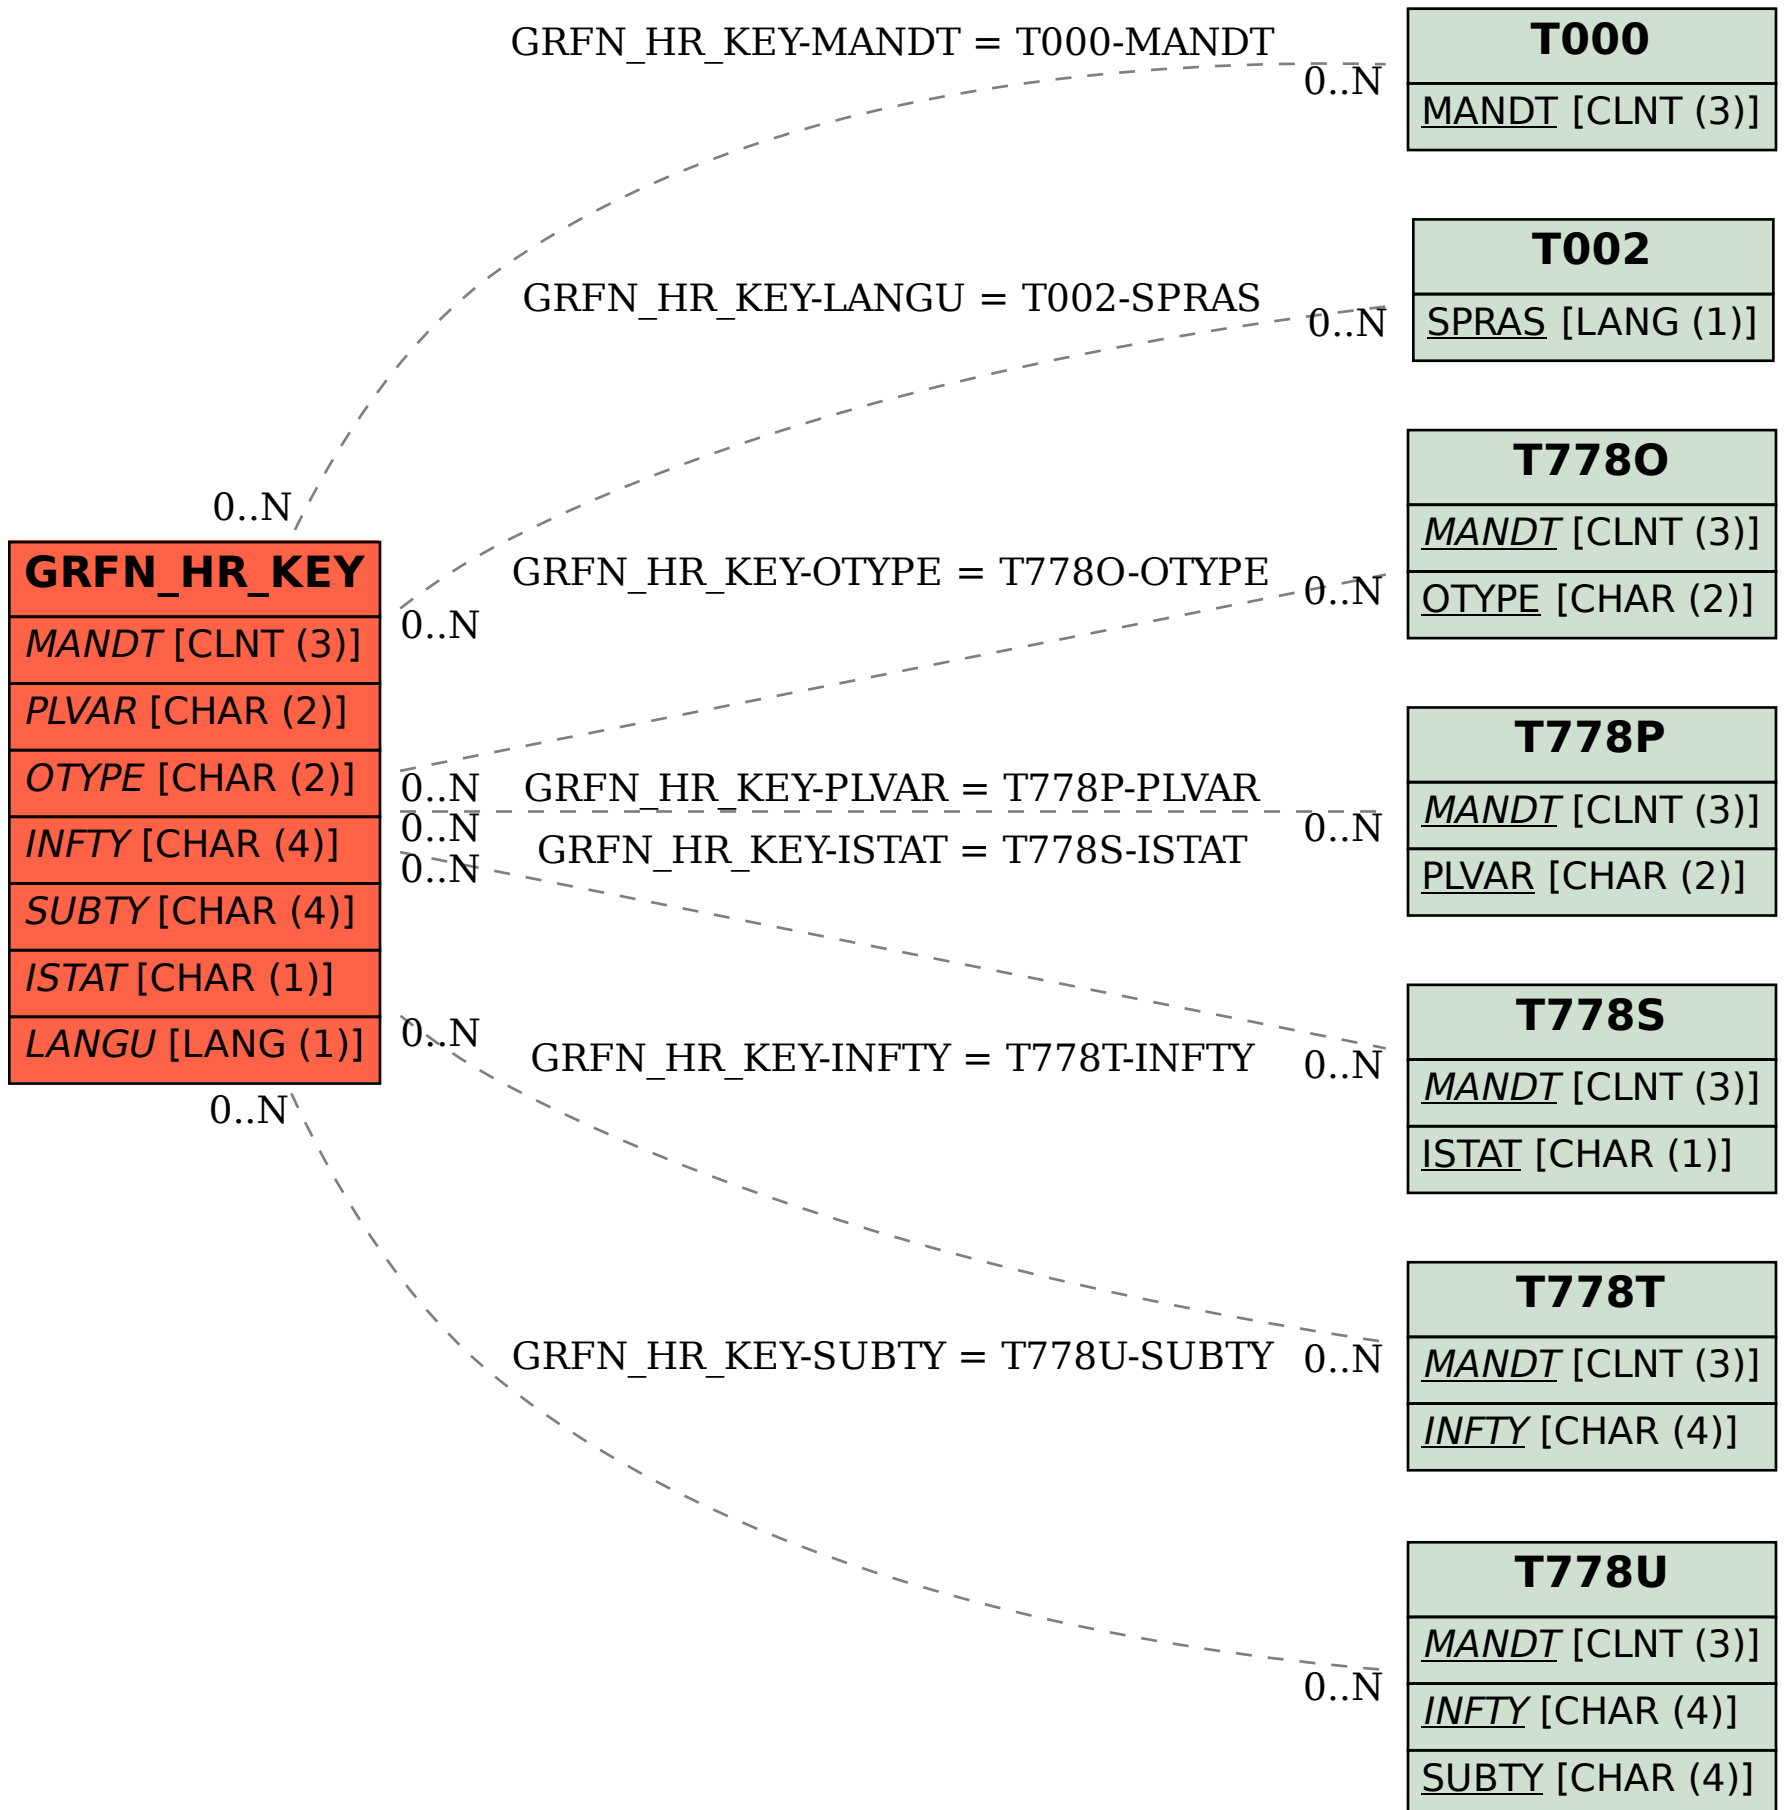 GRFN_HR_KEY-MANDT = T000-MANDT
0..N
T000
MANDT [CLNT (3)]
GRFN_HR_KEY-LANGU = T002-SPRAS
0..N
T002
SPRAS [LANG (1)]
GRFN_HR_KEY-OTYPE = T778O-OTYPE
0..N
T778O
MANDT [CLNT (3)]
OTYPE [CHAR (2)]
0..N
GRFN_HR_KEY
MANDT [CLNT (3)]
PLVAR [CHAR (2)]
OTYPE [CHAR (2)]
INFTY [CHAR (4)]
SUBTY [CHAR (4)]
ISTAT [CHAR (1)]
LANGU [LANG (1)]
0..N
0..N
0..N
0..N
0..N
0..N
GRFN_HR_KEY-PLVAR = T778P-PLVAR
0..N
T778P
MANDT [CLNT (3)]
PLVAR [CHAR (2)]
GRFN_HR_KEY-ISTAT = T778S-ISTAT
0..N
T778S
MANDT [CLNT (3)]
ISTAT [CHAR (1)]
GRFN_HR_KEY-INFTY = T778T-INFTY
0..N
T778T
MANDT [CLNT (3)]
INFTY [CHAR (4)]
GRFN_HR_KEY-SUBTY = T778U-SUBTY
0..N
T778U
MANDT [CLNT (3)]
INFTY [CHAR (4)]
SUBTY [CHAR (4)]